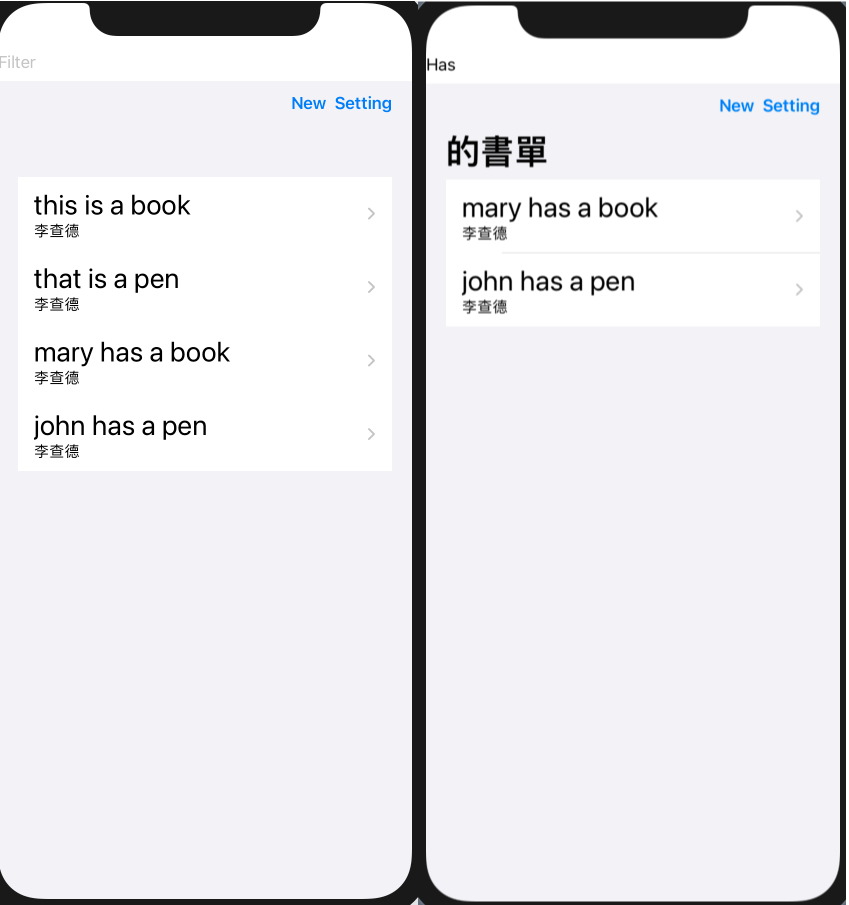 Filter
New Setting
this is a book
李查德
that is a pen
李查德
mary has a book
李查德
john has a pen
李查德
Has
New Setting
的書單
mary has a book
李查德
john has a pen
李查德